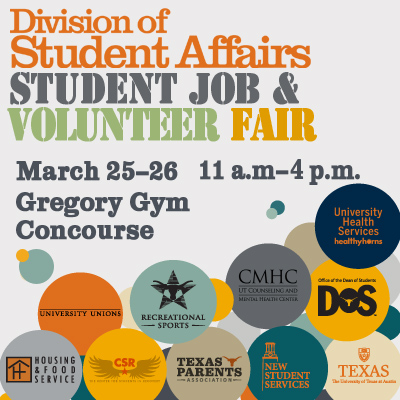 Division of
Student Affairs
STUDENT JOB &
VOLUNTEER FAIR
March 25–26 11 a.m–4 p.m.
Gregory Gym
Concourse
University
Health
Services
healthyhorns
CMHC
UT COUNSELING AND
MENTAL HEALTH CENTER
Office of the Dean of Students
DOS
UNIVERSITY UNIONS
RECREATIONAL
SPORTS
HOUSING
& FOOD
SERVICE
CSR
TEXAS
PARENTS
ASSOCIATION
NEW
STUDENT
SERVICES
TEXAS
The University of Texas at Austin